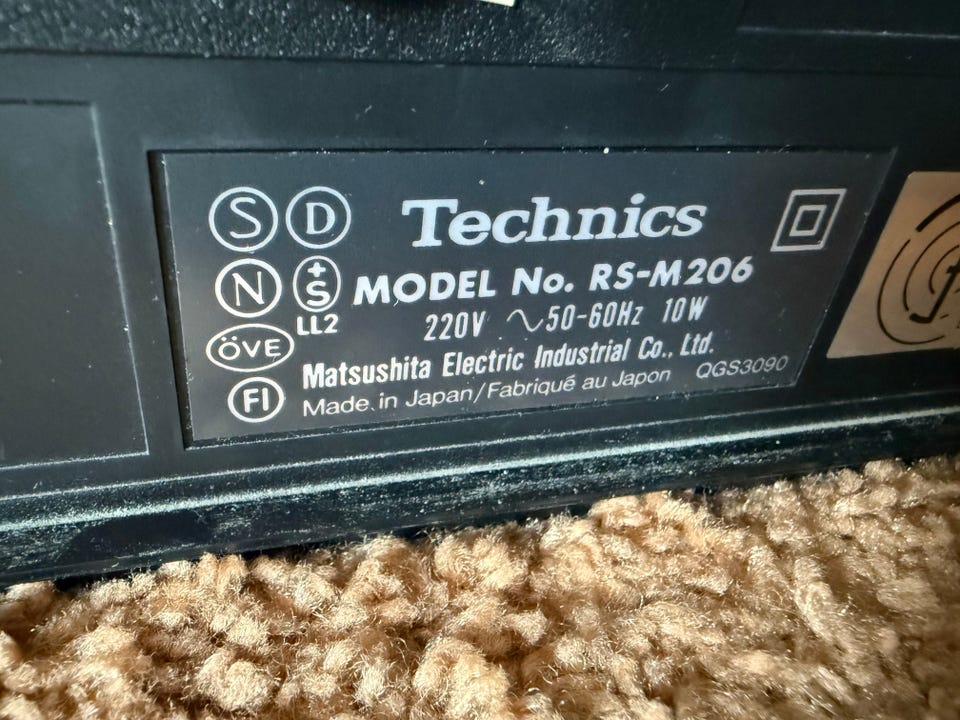 S D
Technics
N +S
MODEL No. RS-M206
LL2
220V ∿50-60Hz 10W
ÖVE
Matsushita Electric Industrial Co., Ltd.
FI
Made in Japan/Fabriqué au Japon QGS3090